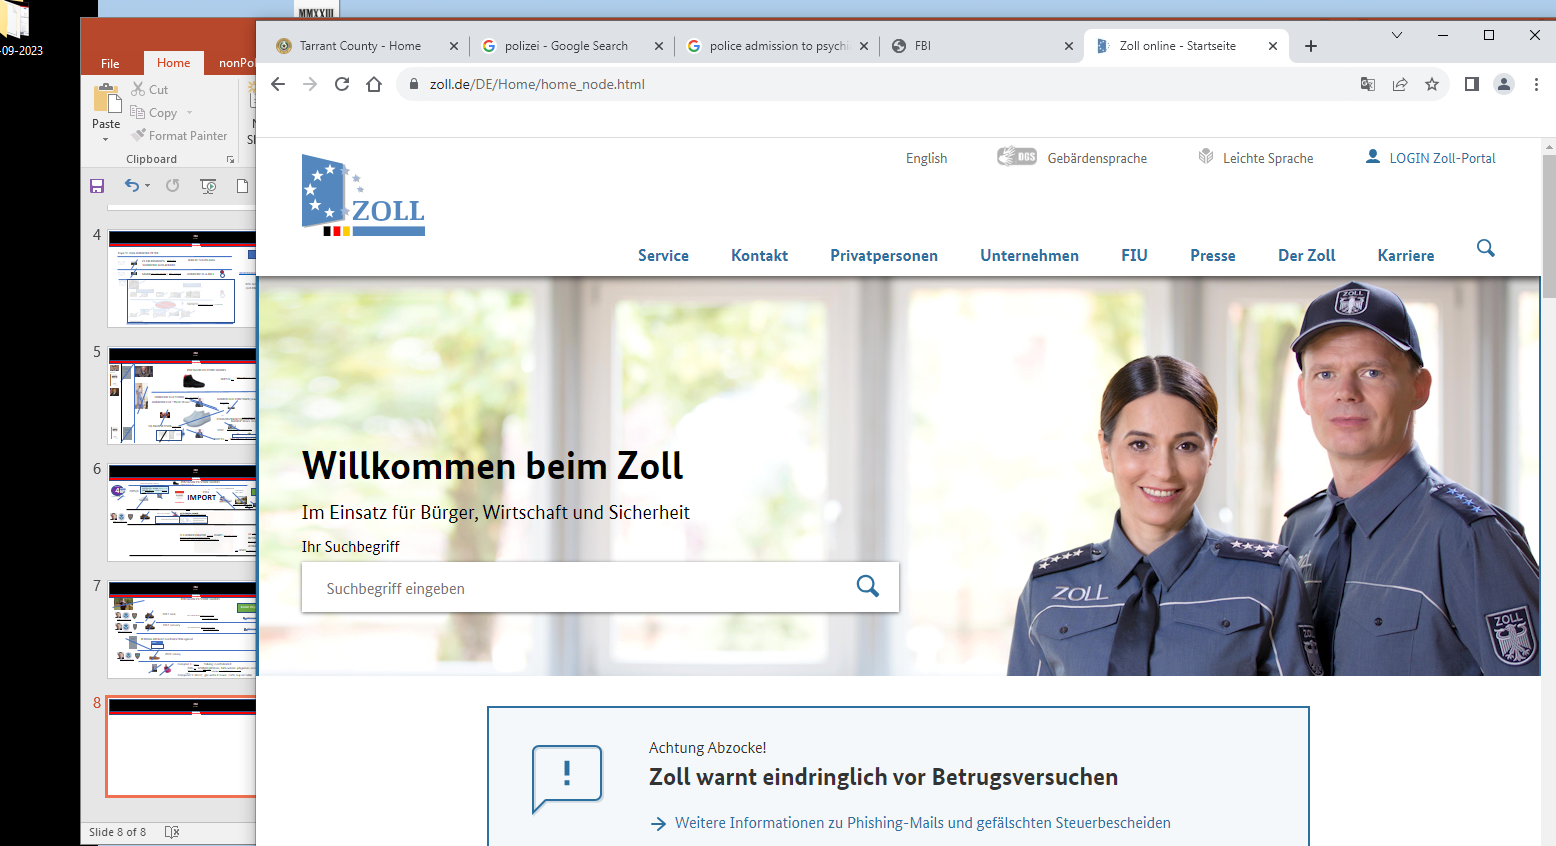 MMXXIII
-09-2023
File
Home
nonPo
Cut
Copy
Format Painter
Paste
Clipboard
4
5
6
IMPORT
7
8
Slide 8 of 8
Tarrant County - Home
polizei - Google Search
police admission to psychi
FBI
Zoll online - Startseite
zoll.de/DE/Home/home_node.html
English
DGS
Gebärdensprache
Leichte Sprache
LOGIN Zoll-Portal
ZOLL
Service
Kontakt
Privatpersonen
Unternehmen
FIU
Presse
Der Zoll
Karriere
ZOLL
Willkommen beim Zoll
Im Einsatz für Bürger, Wirtschaft und Sicherheit
Ihr Suchbegriff
Suchbegriff eingeben
ZOLL
ZOLL
Achtung Abzocke!
Zoll warnt eindringlich vor Betrugsversuchen
Weitere Informationen zu Phishing-Mails und gefälschten Steuerbescheiden